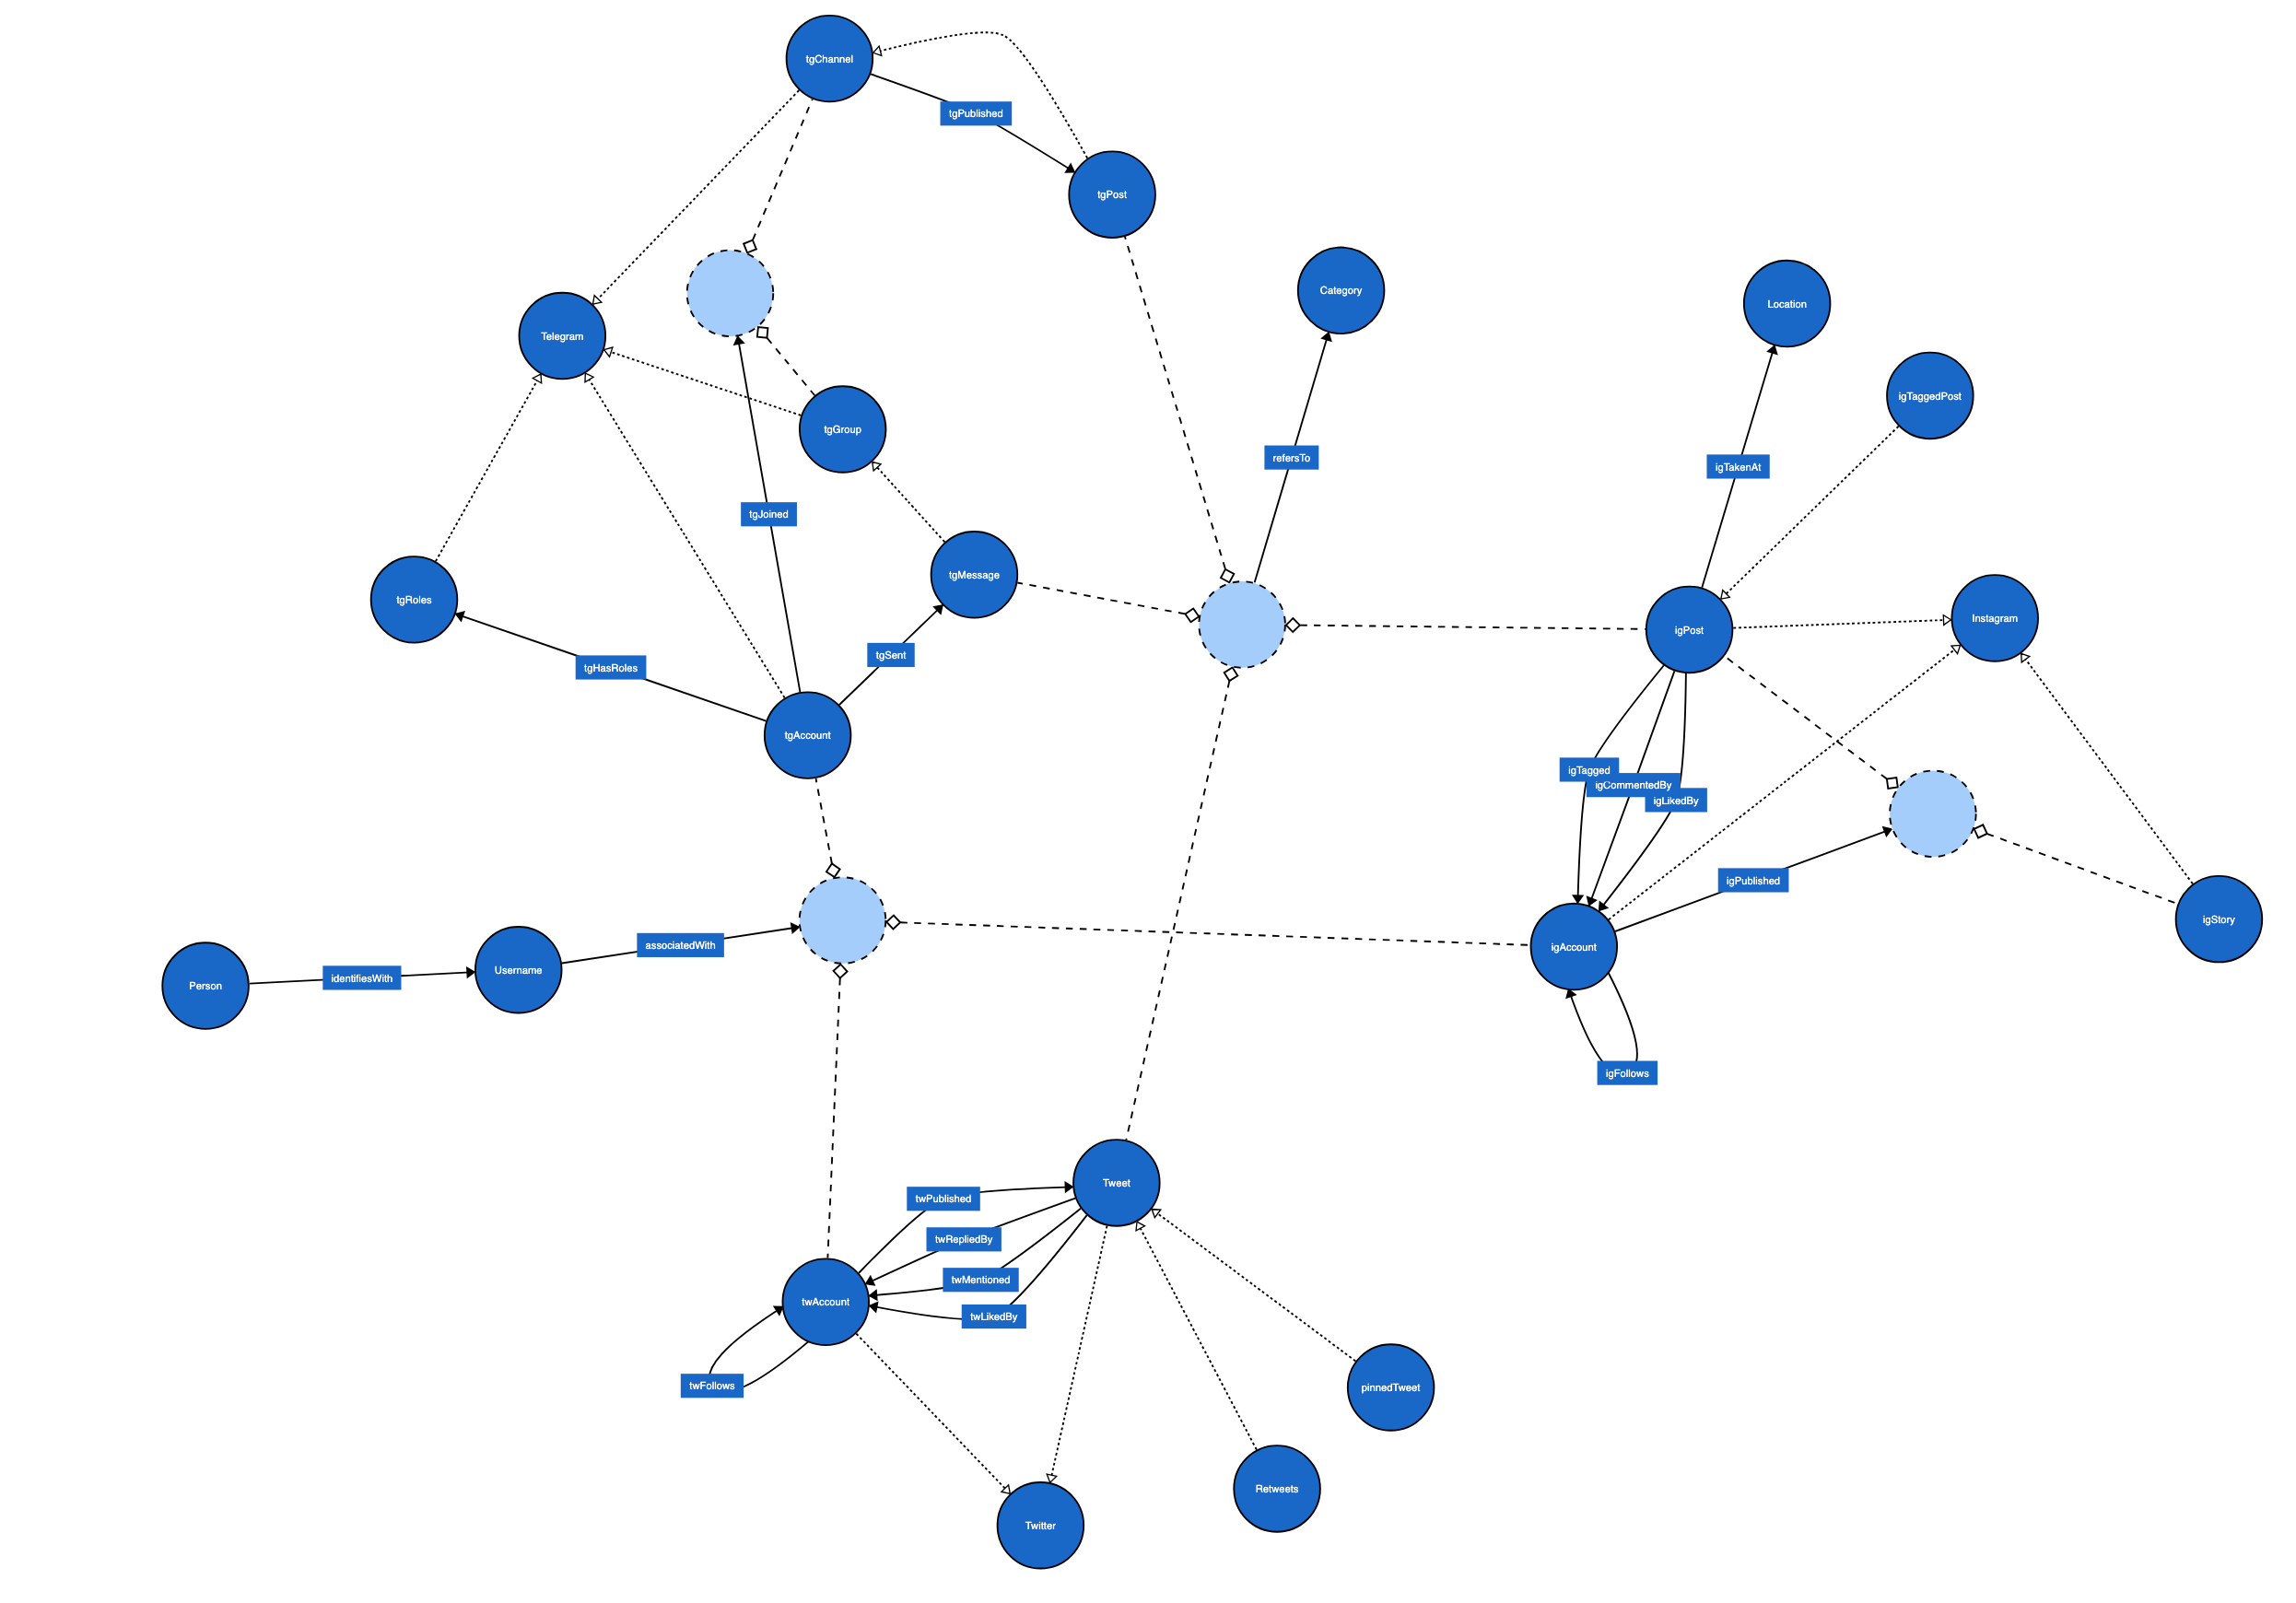 tgChannel
tgPublished
tgPost
Category
Location
Telegram
igTaggedPost
tgGroup
refersTo
igTakenAt
tgJoined
tgMessage
tgRoles
Instagram
igPost
tgSent
tgHasRoles
tgAccount
igTagged
igCommentedBy
igLikedBy
igPublished
igStory
associatedWith
igAccount
Username
identifiesWith
Person
igFollows
Tweet
twPublished
twRepliedBy
twMentioned
twAccount
twLikedBy
twFollows
pinnedTweet
Retweets
Twitter